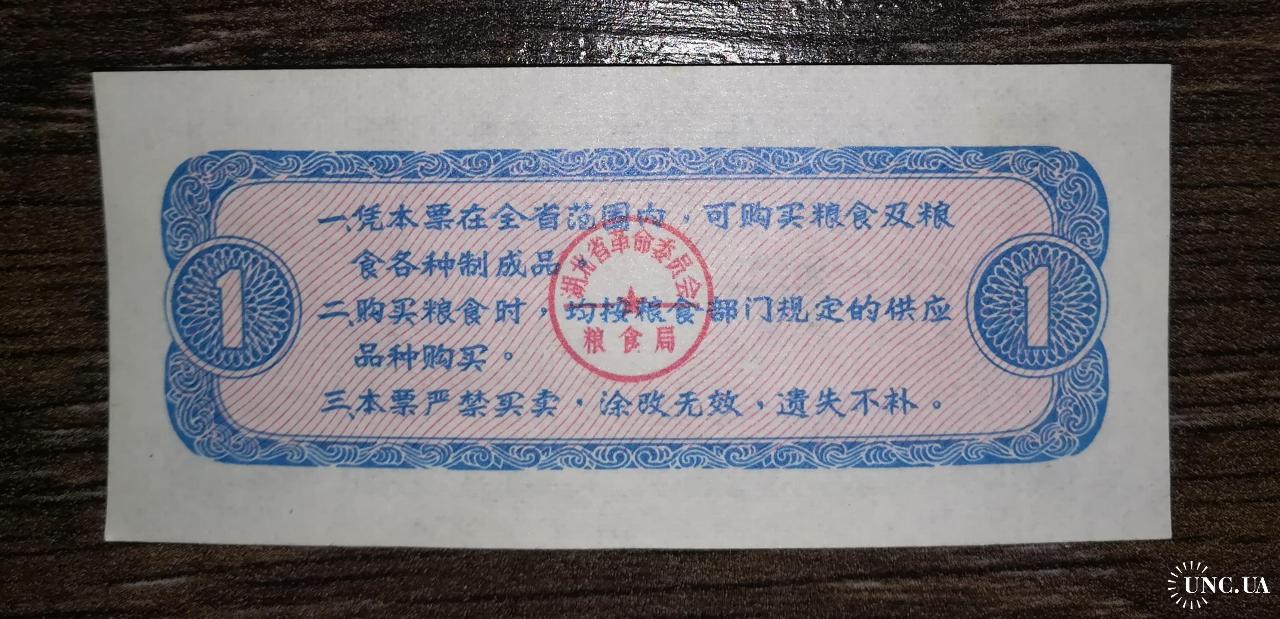 一、凭本票在全省范围内，可购买粮食及粮
食各种制成品。
二、购买粮食时，均按粮食部门规定的供应
品种购买。
三、本票严禁买卖，涂改无效，遗失不补。
1
1
湖北省革命委员会
粮食局
UNC.UA